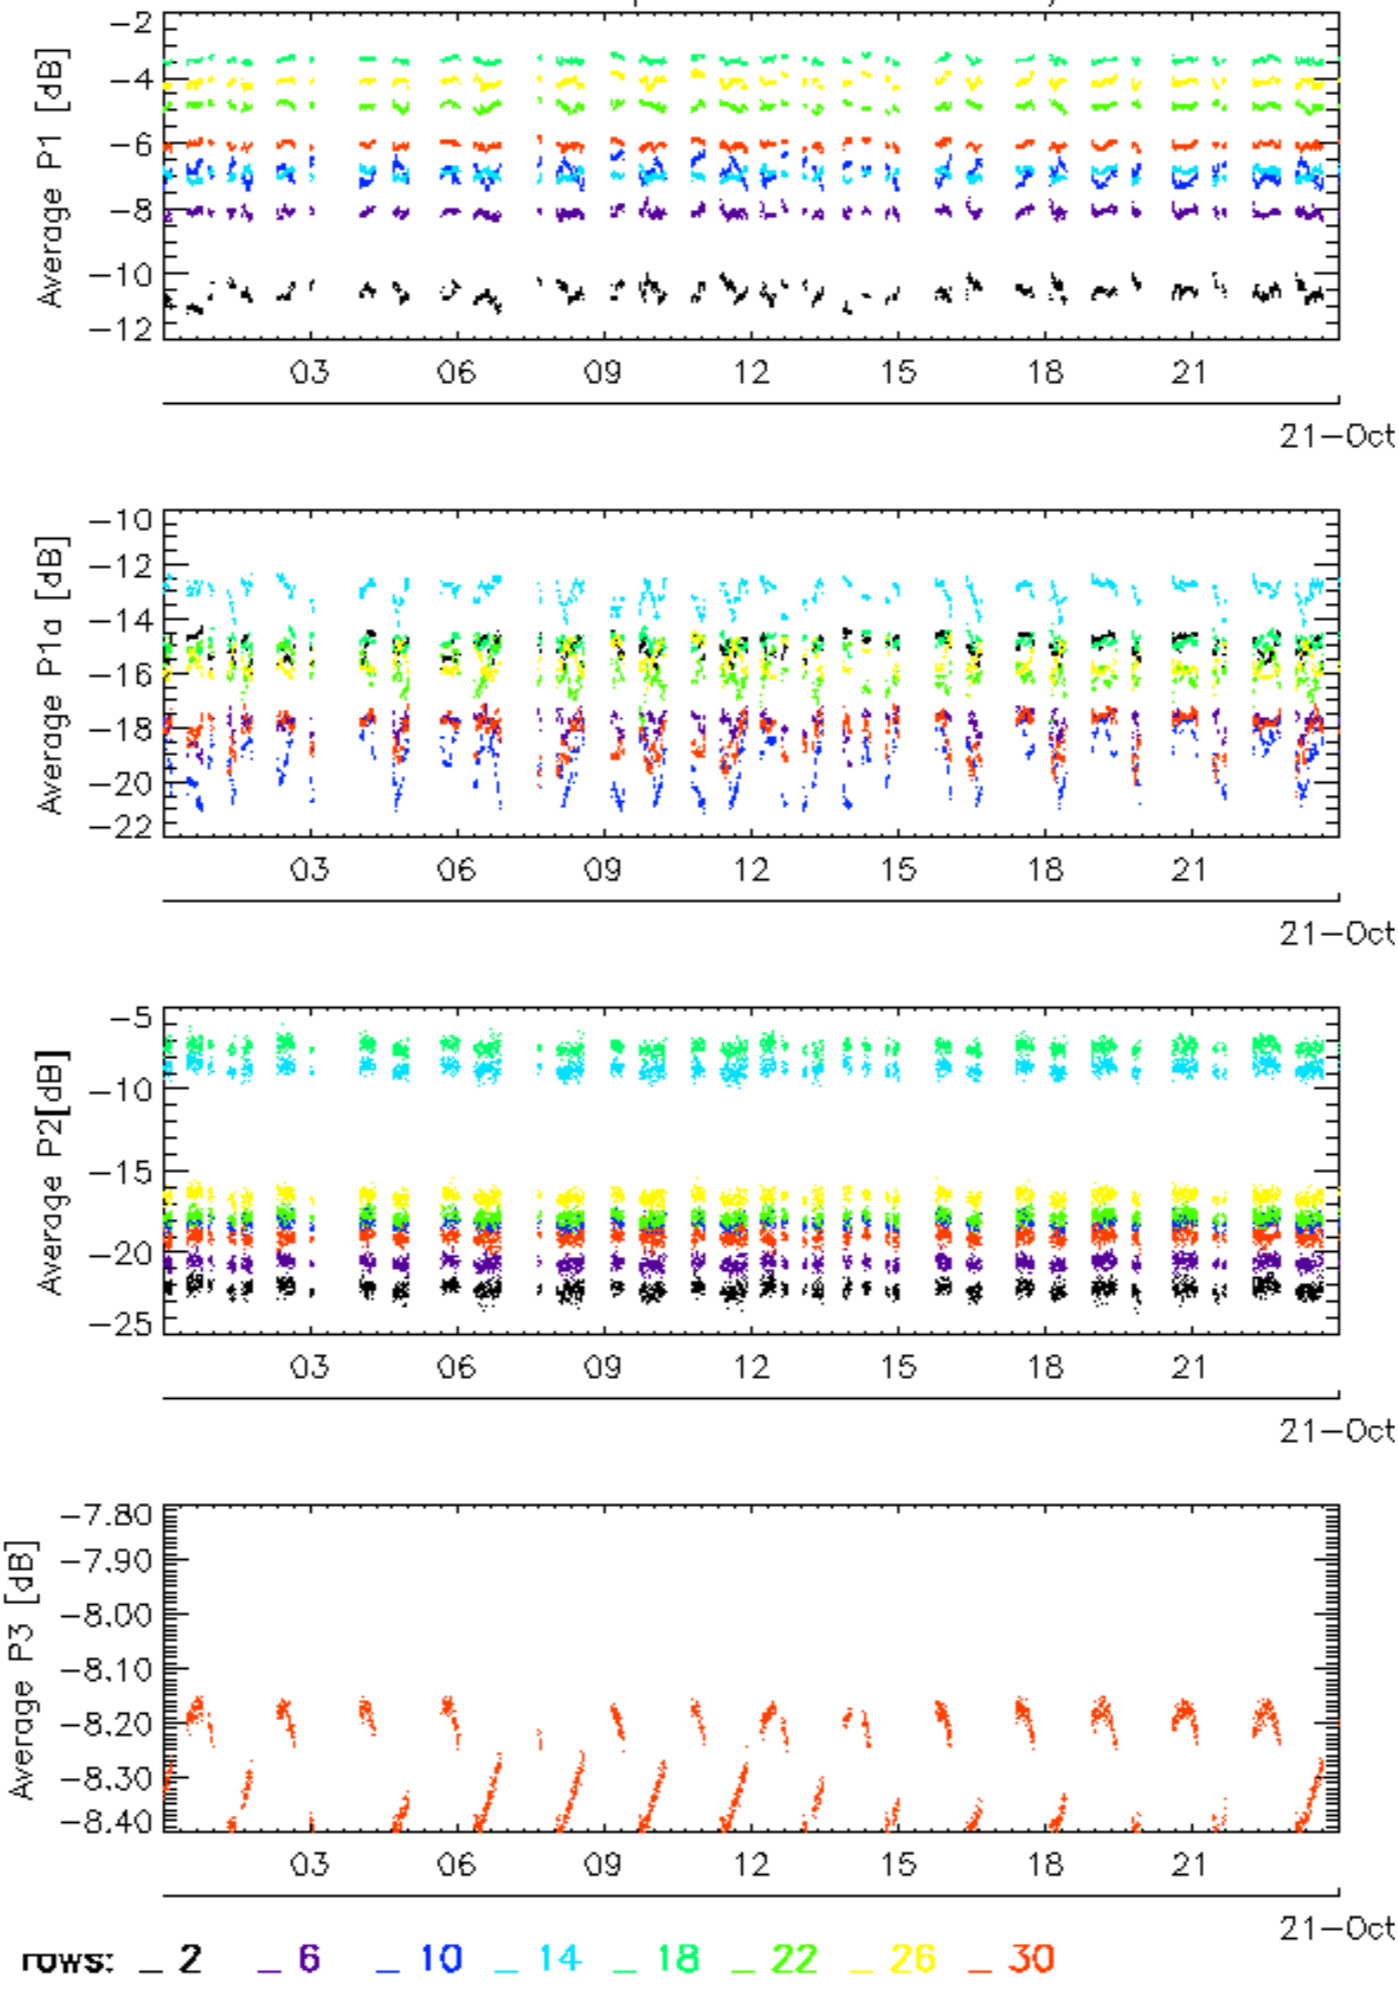 -2
-4
-6
-8
-10
-12
Average P1 [dB]
03 06 09 12 15 18 21
21-Oct
-10
-12
-14
-16
-18
-20
-22
Average P1a [dB]
03 06 09 12 15 18 21
21-Oct
-5
-10
-15
-20
-25
Average P2[dB]
03 06 09 12 15 18 21
21-Oct
-7.80
-7.90
-8.00
-8.10
-8.20
-8.30
-8.40
Average P3 [dB]
03 06 09 12 15 18 21
21-Oct
rows: _ 2 _ 6 _ 10 _ 14 _ 18 _ 22 _ 26 _ 30